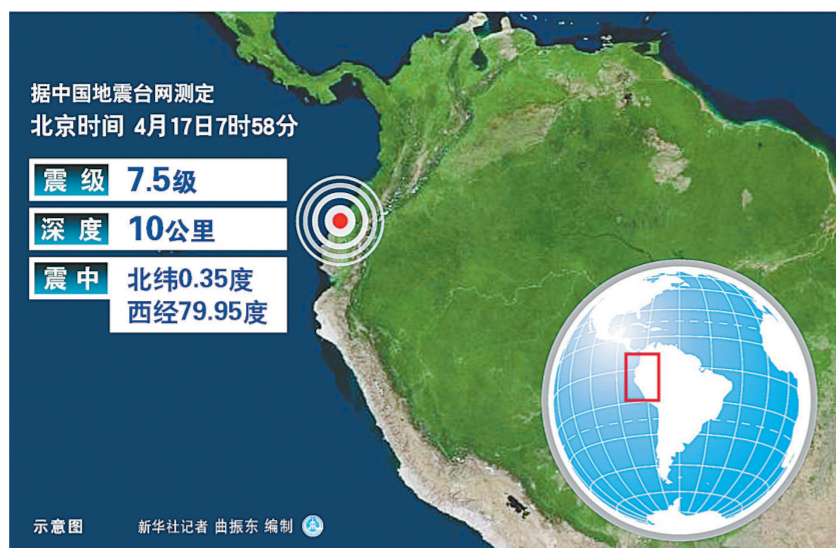 据中国地震台网测定
北京时间 4月17日7时58分
震级 7.5级
深度 10公里
震中 北纬0.35度
西经79.95度
示意图 新华社记者 曲振东 编制